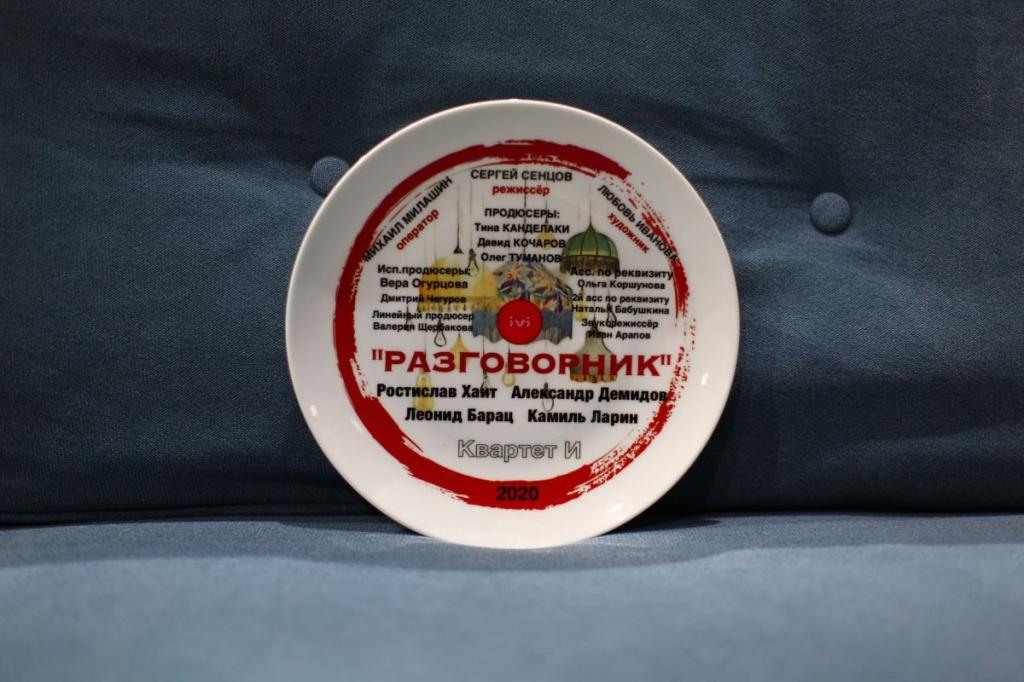 СЕРГЕЙ СЕНЦОВ
режиссёр
МИХАИЛ МИЛАШИН
оператор
ЛЮБОВЬ ИВАНОВА
художник
ПРОДЮСЕРЫ:
Тина КАНДЕЛАКИ
Давид КОЧАРОВ
Олег ТУМАНОВ
Исп.продюсеры:
Вера Огурцова
Дмитрий Чегуров
Линейный продюсер
Валерия Щербакова
Асс. по реквизиту
Ольга Коршунова
2й асс по реквизиту
Наталья Бабушкина
Звукорежиссёр
Иван Арапов
ivi
"РАЗГОВОРНИК"
Ростислав Хаит Александр Демидов
Леонид Барац Камиль Ларин
Квартет И
2020